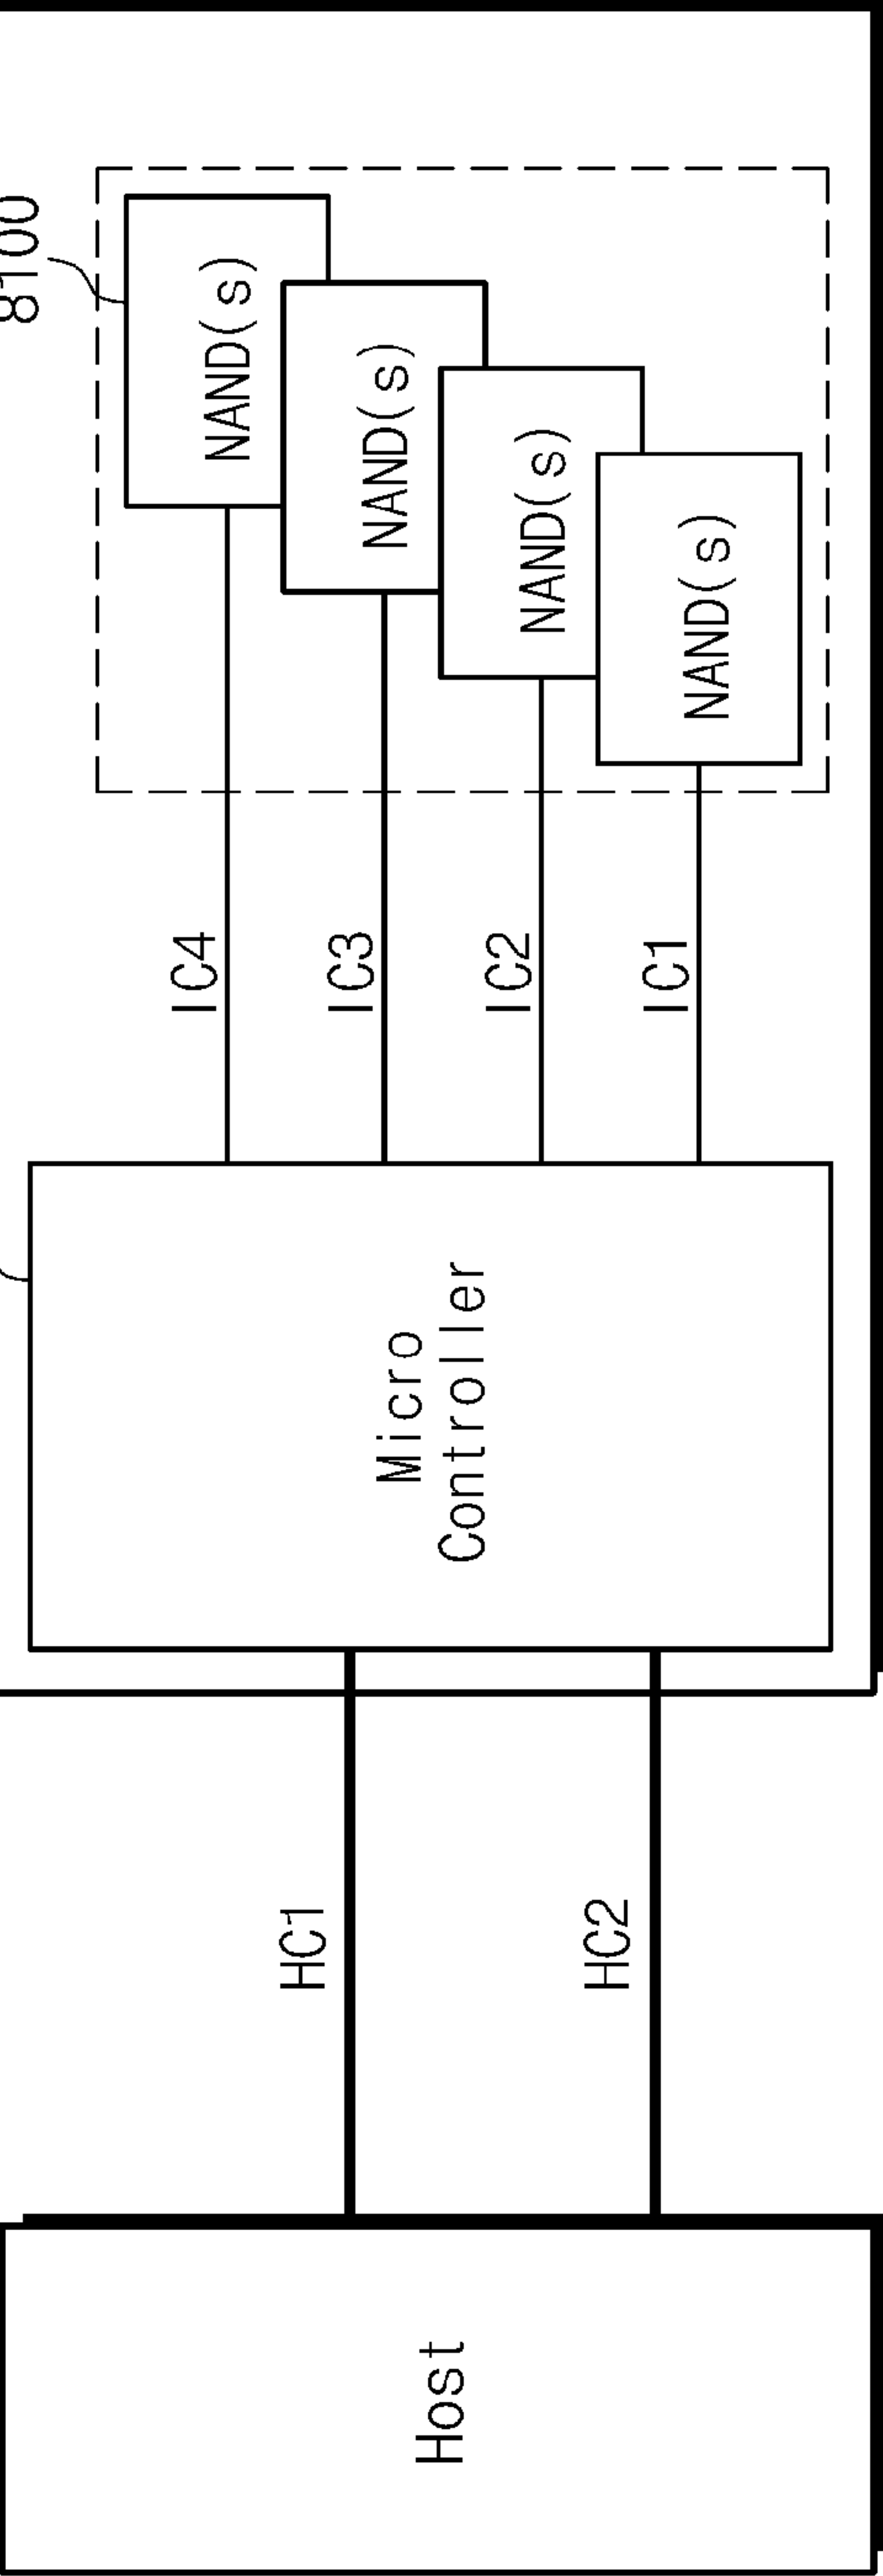 Host
HC1
HC2
Micro
Controller
IC4
IC3
IC2
IC1
8100
NAND(s)
NAND(s)
NAND(s)
NAND(s)